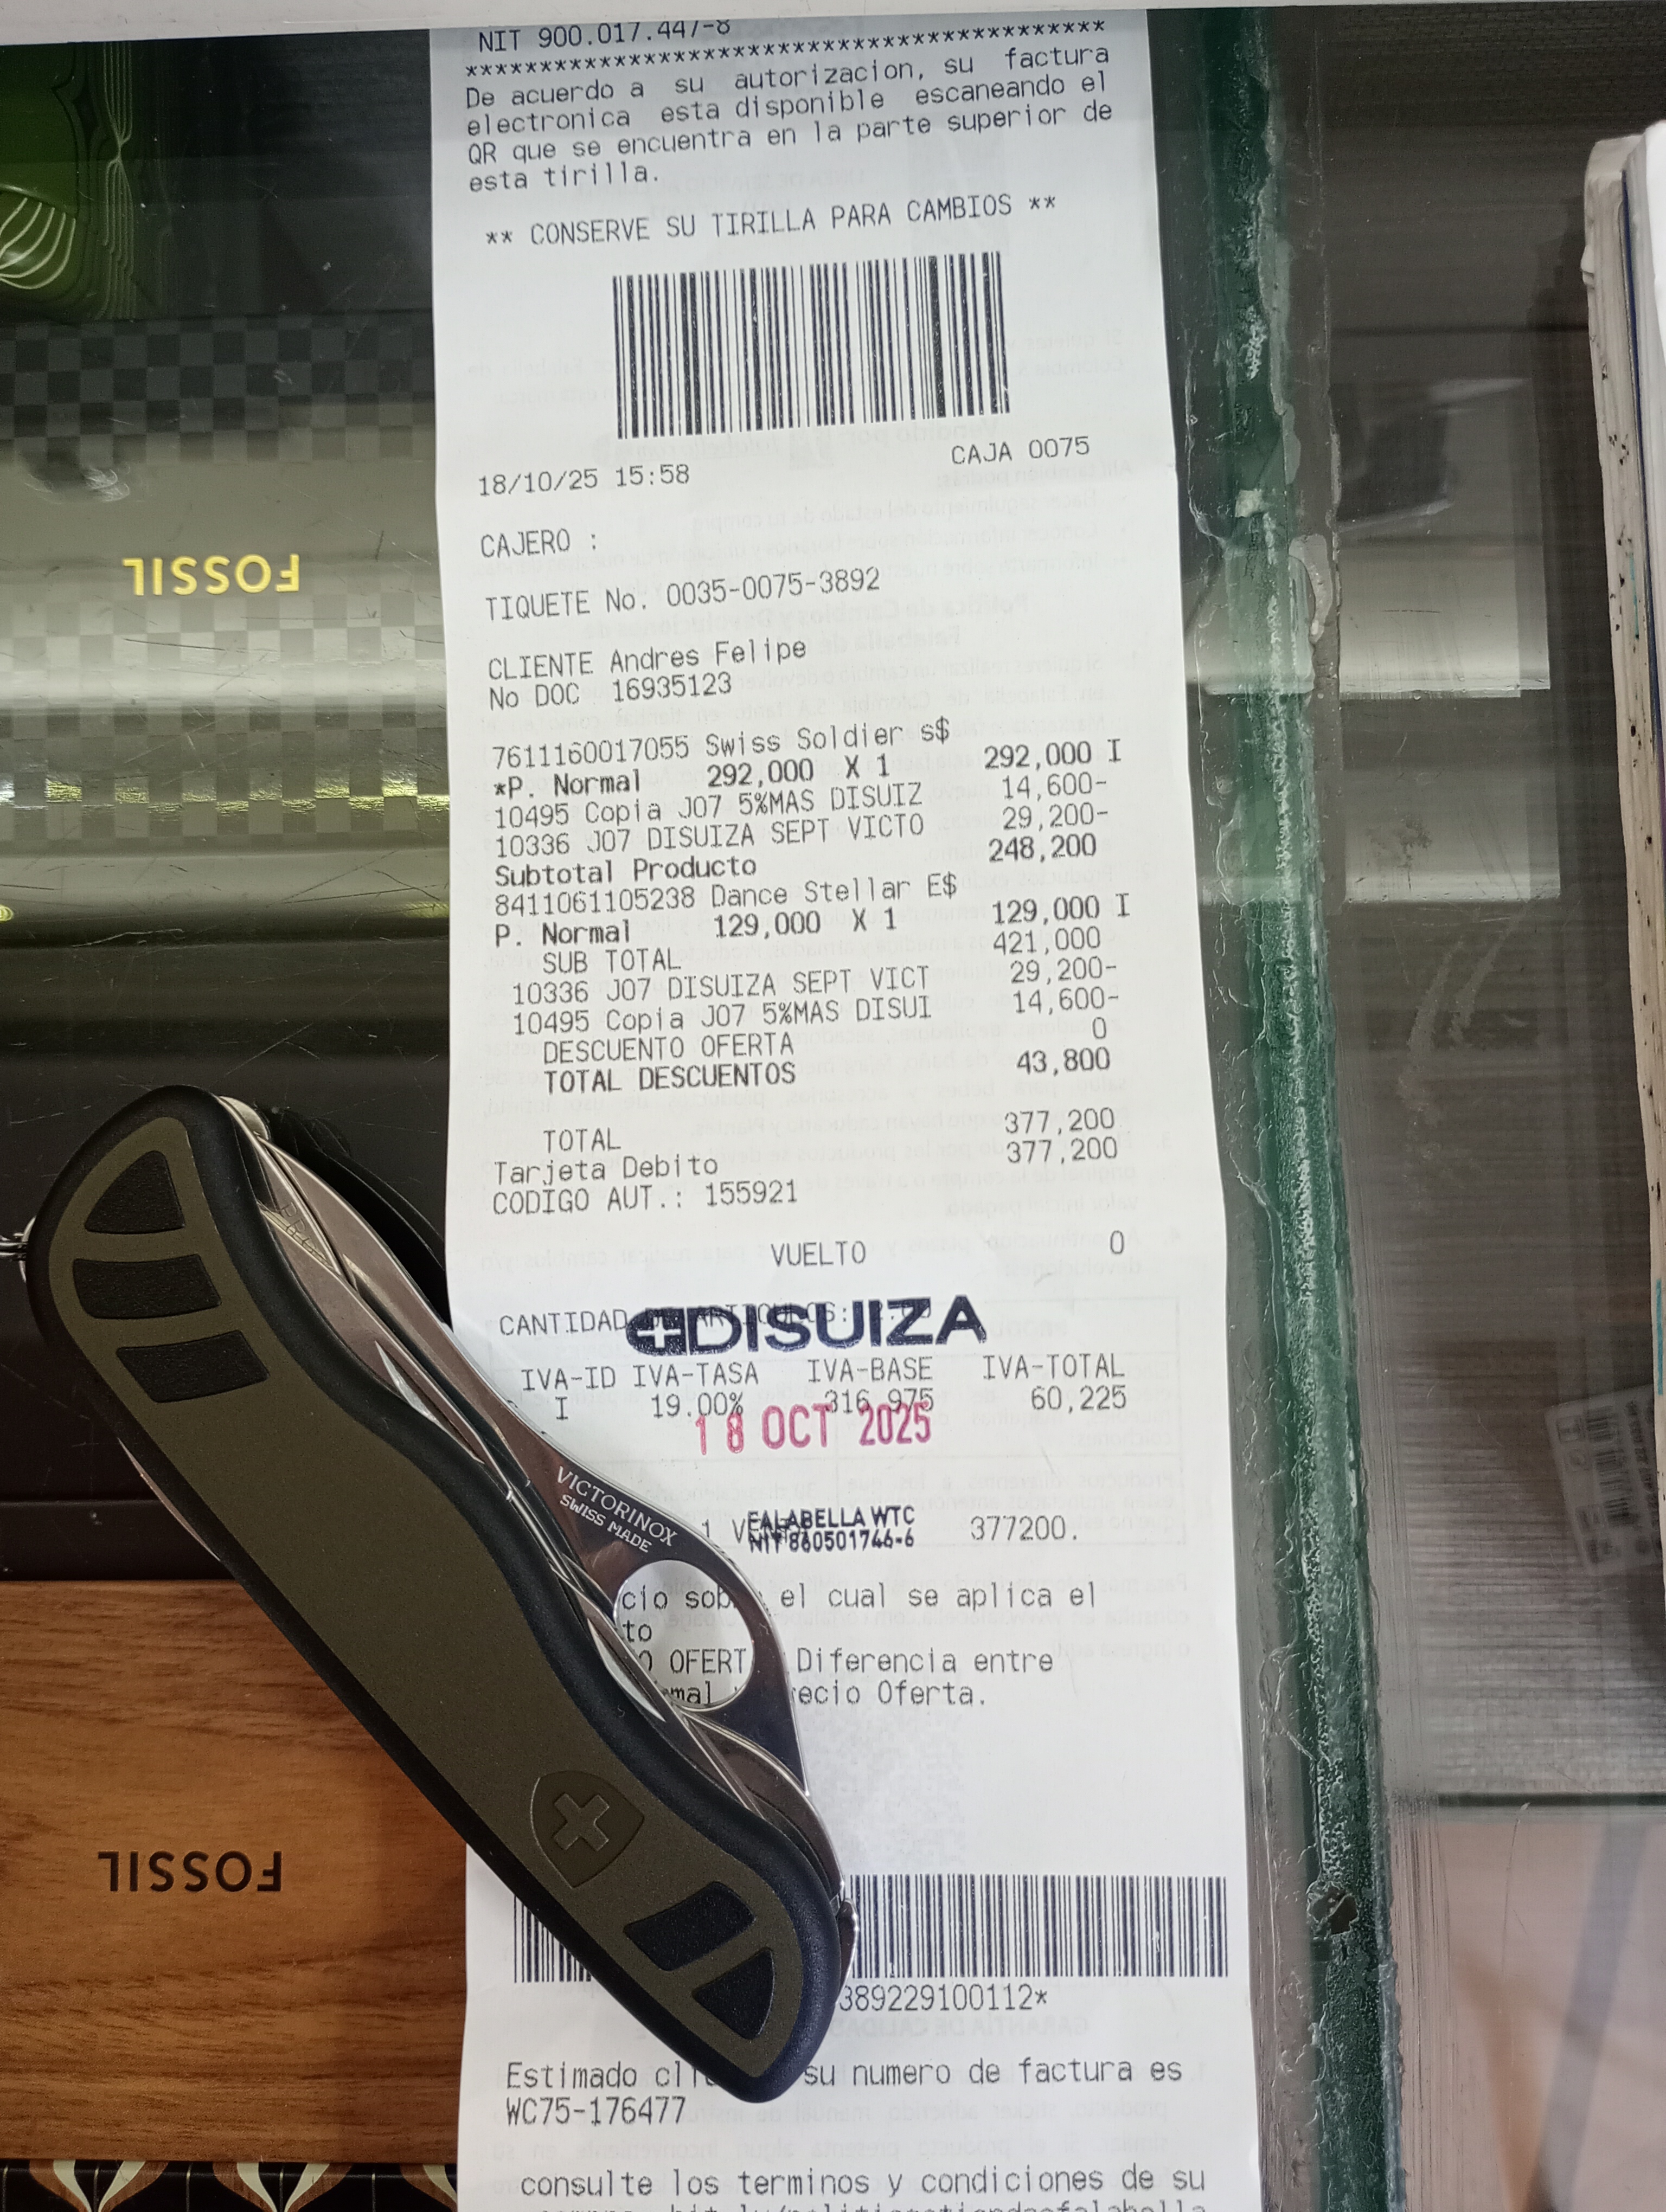 NIT 900.017.447-8
********************************************
De acuerdo a su autorizacion, su factura
electronica esta disponible escaneando el
QR que se encuentra en la parte superior de
esta tirilla.
** CONSERVE SU TIRILLA PARA CAMBIOS **
18/10/25 15:58 CAJA 0075
CAJERO :
TIQUETE No. 0035-0075-3892
CLIENTE Andres Felipe
No DOC 16935123
7611160017055 Swiss Soldier s$
*P. Normal 292,000 X 1 292,000 I
10495 Copia J07 5%MAS DISUIZ 14,600-
10336 J07 DISUIZA SEPT VICTO 29,200-
Subtotal Producto 248,200
8411061105238 Dance Stellar E$
P. Normal 129,000 X 1 129,000 I
SUB TOTAL 421,000
10336 J07 DISUIZA SEPT VICT 29,200-
10495 Copia J07 5%MAS DISUI 14,600-
DESCUENTO OFERTA 0
TOTAL DESCUENTOS 43,800
TOTAL 377,200
Tarjeta Debito 377,200
CODIGO AUT.: 155921
VUELTO 0
CANTIDAD
DISUIZA
IVA-ID IVA-TASA IVA-BASE IVA-TOTAL
I 19.00% 316,975 60,225
18 OCT 2025
FALABELLA WTC
NIT 860501746-6
1 377200.
el cual se aplica el
OFERT Diferencia entre
Oferta.
389229100112*
Estimado su numero de factura es
WC75-176477
consulte los terminos y condiciones de su
VICTORINOX
SWISS MADE
FOSSIL
FOSSIL